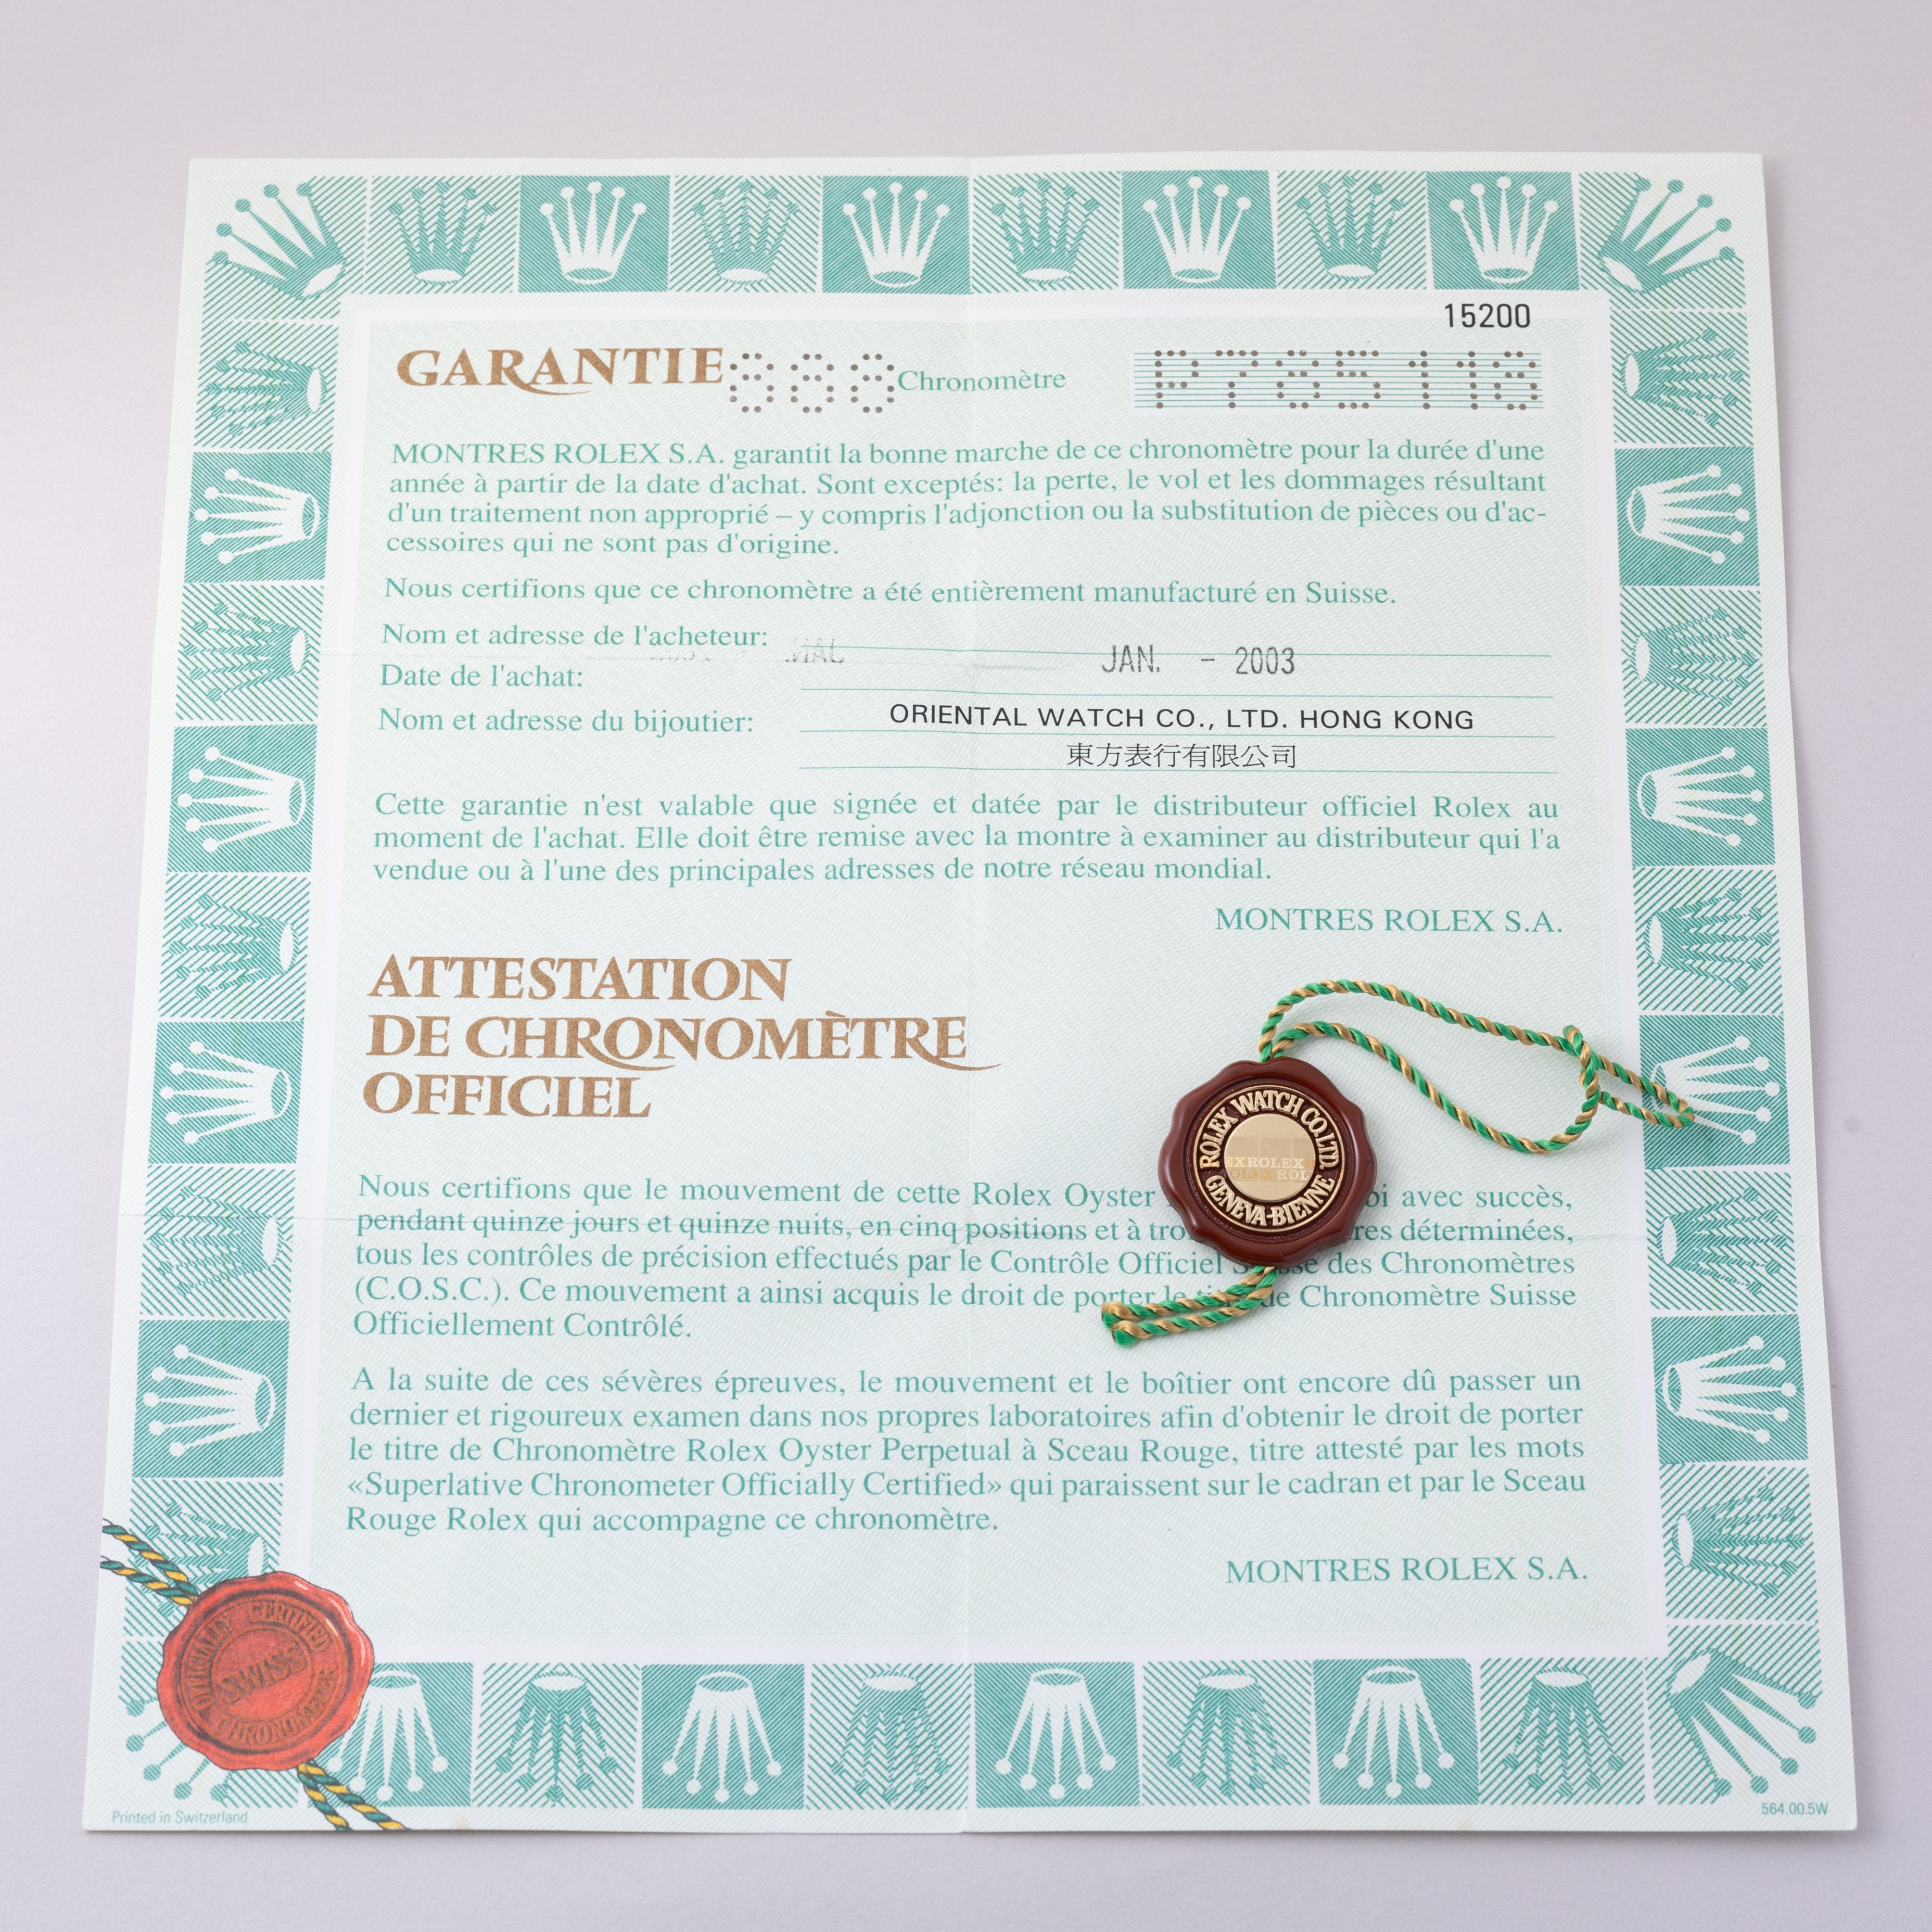 15200
GARANTIE 888 Chronomètre P785118
MONTRES ROLEX S.A. garantit la bonne marche de ce chronomètre pour la durée d'une
année à partir de la date d'achat. Sont exceptés: la perte, le vol et les dommages résultant
d'un traitement non approprié – y compris l'adjonction ou la substitution de pièces ou d'ac-
cessoires qui ne sont pas d'origine.
Nous certifions que ce chronomètre a été entièrement manufacturé en Suisse.
Nom et adresse de l'acheteur:
JAN. - 2003
Date de l'achat:
Nom et adresse du bijoutier: ORIENTAL WATCH CO., LTD. HONG KONG
東方表行有限公司
Cette garantie n'est valable que signée et datée par le distributeur officiel Rolex au
moment de l'achat. Elle doit être remise avec la montre à examiner au distributeur qui l'a
vendue ou à l'une des principales adresses de notre réseau mondial.
MONTRES ROLEX S.A.
ATTESTATION
DE CHRONOMÈTRE
OFFICIEL
ROLEX WATCH CO.LTD.
EXROLEX
GENEVA-BIENNE
Nous certifions que le mouvement de cette Rolex Oyster avec succès,
pendant quinze jours et quinze nuits, en cinq positions et à déterminées,
tous les contrôles de précision effectués par le Contrôle Officiel des Chronomètres
(C.O.S.C.). Ce mouvement a ainsi acquis le droit de porter le de Chronomètre Suisse
Officiellement Contrôlé.
A la suite de ces sévères épreuves, le mouvement et le boîtier ont encore dû passer un
dernier et rigoureux examen dans nos propres laboratoires afin d'obtenir le droit de porter
le titre de Chronomètre Rolex Oyster Perpetual à Sceau Rouge, titre attesté par les mots
«Superlative Chronometer Officially Certified» qui paraissent sur le cadran et par le Sceau
Rouge Rolex qui accompagne ce chronomètre.
MONTRES ROLEX S.A.
OFFICIALLY CERTIFIED
SWISS
CHRONOMETER
Printed in Switzerland
564.00.5W